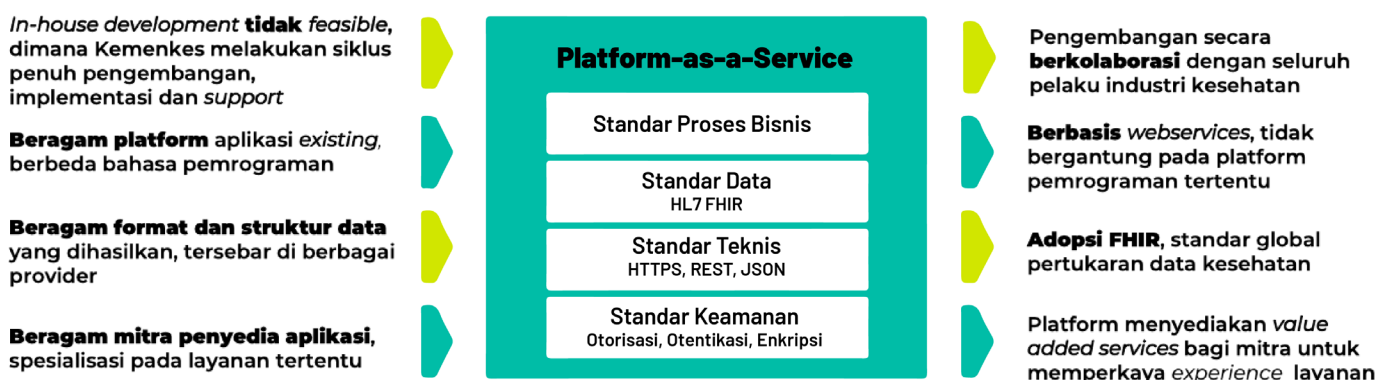 In-house development tidak feasible,
dimana Kemenkes melakukan siklus
penuh pengembangan,
implementasi dan support
Beragam platform aplikasi existing,
berbeda bahasa pemrograman
Beragam format dan struktur data
yang dihasilkan, tersebar di berbagai
provider
Beragam mitra penyedia aplikasi,
spesialisasi pada layanan tertentu
Platform-as-a-Service
Standar Proses Bisnis
Standar Data
HL7 FHIR
Standar Teknis
HTTPS, REST, JSON
Standar Keamanan
Otorisasi, Otentikasi, Enkripsi
Pengembangan secara
berkolaborasi dengan seluruh
pelaku industri kesehatan
Berbasis webservices, tidak
bergantung pada platform
pemrograman tertentu
Adopsi FHIR, standar global
pertukaran data kesehatan
Platform menyediakan value
added services bagi mitra untuk
memperkaya experience layanan